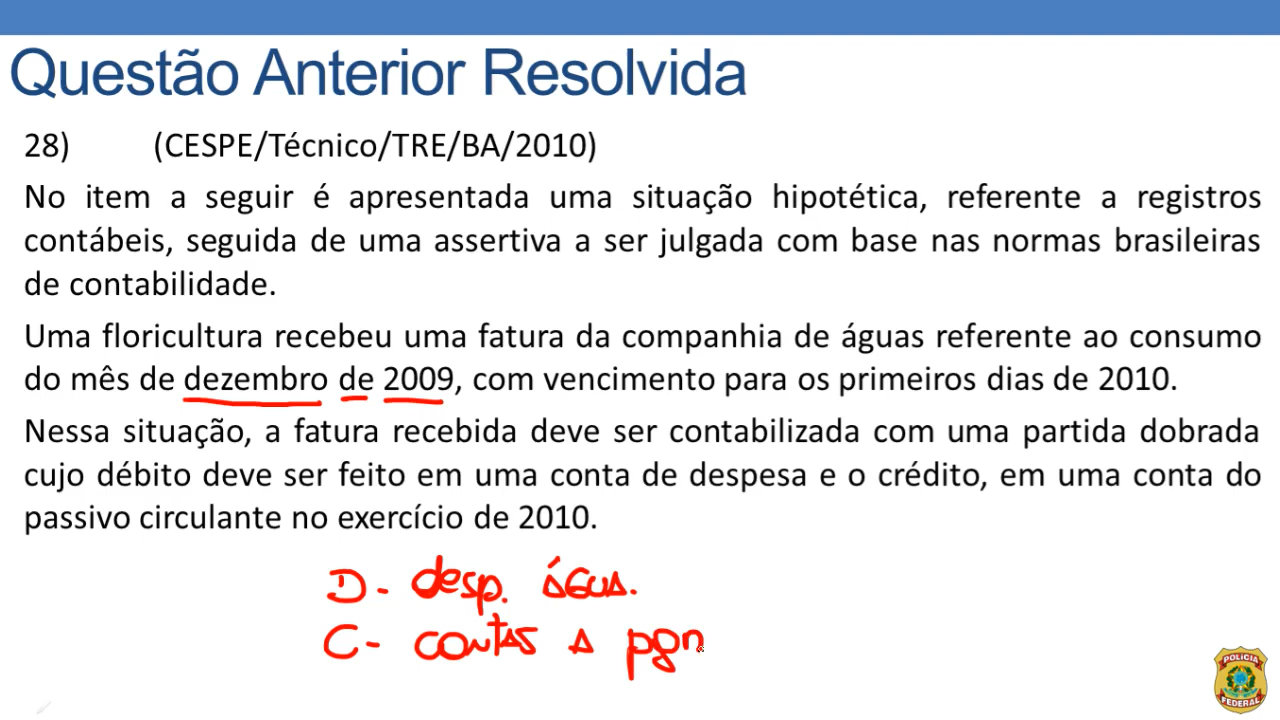 Questão Anterior Resolvida
28) (CESPE/Técnico/TRE/BA/2010)
No item a seguir é apresentada uma situação hipotética, referente a registros
contábeis, seguida de uma assertiva a ser julgada com base nas normas brasileiras
de contabilidade.
Uma floricultura recebeu uma fatura da companhia de águas referente ao consumo
do mês de dezembro de 2009, com vencimento para os primeiros dias de 2010.
Nessa situação, a fatura recebida deve ser contabilizada com uma partida dobrada
cujo débito deve ser feito em uma conta de despesa e o crédito, em uma conta do
passivo circulante no exercício de 2010.
D - desp. água.
C - contas a pgr
POLÍCIA
FEDERAL